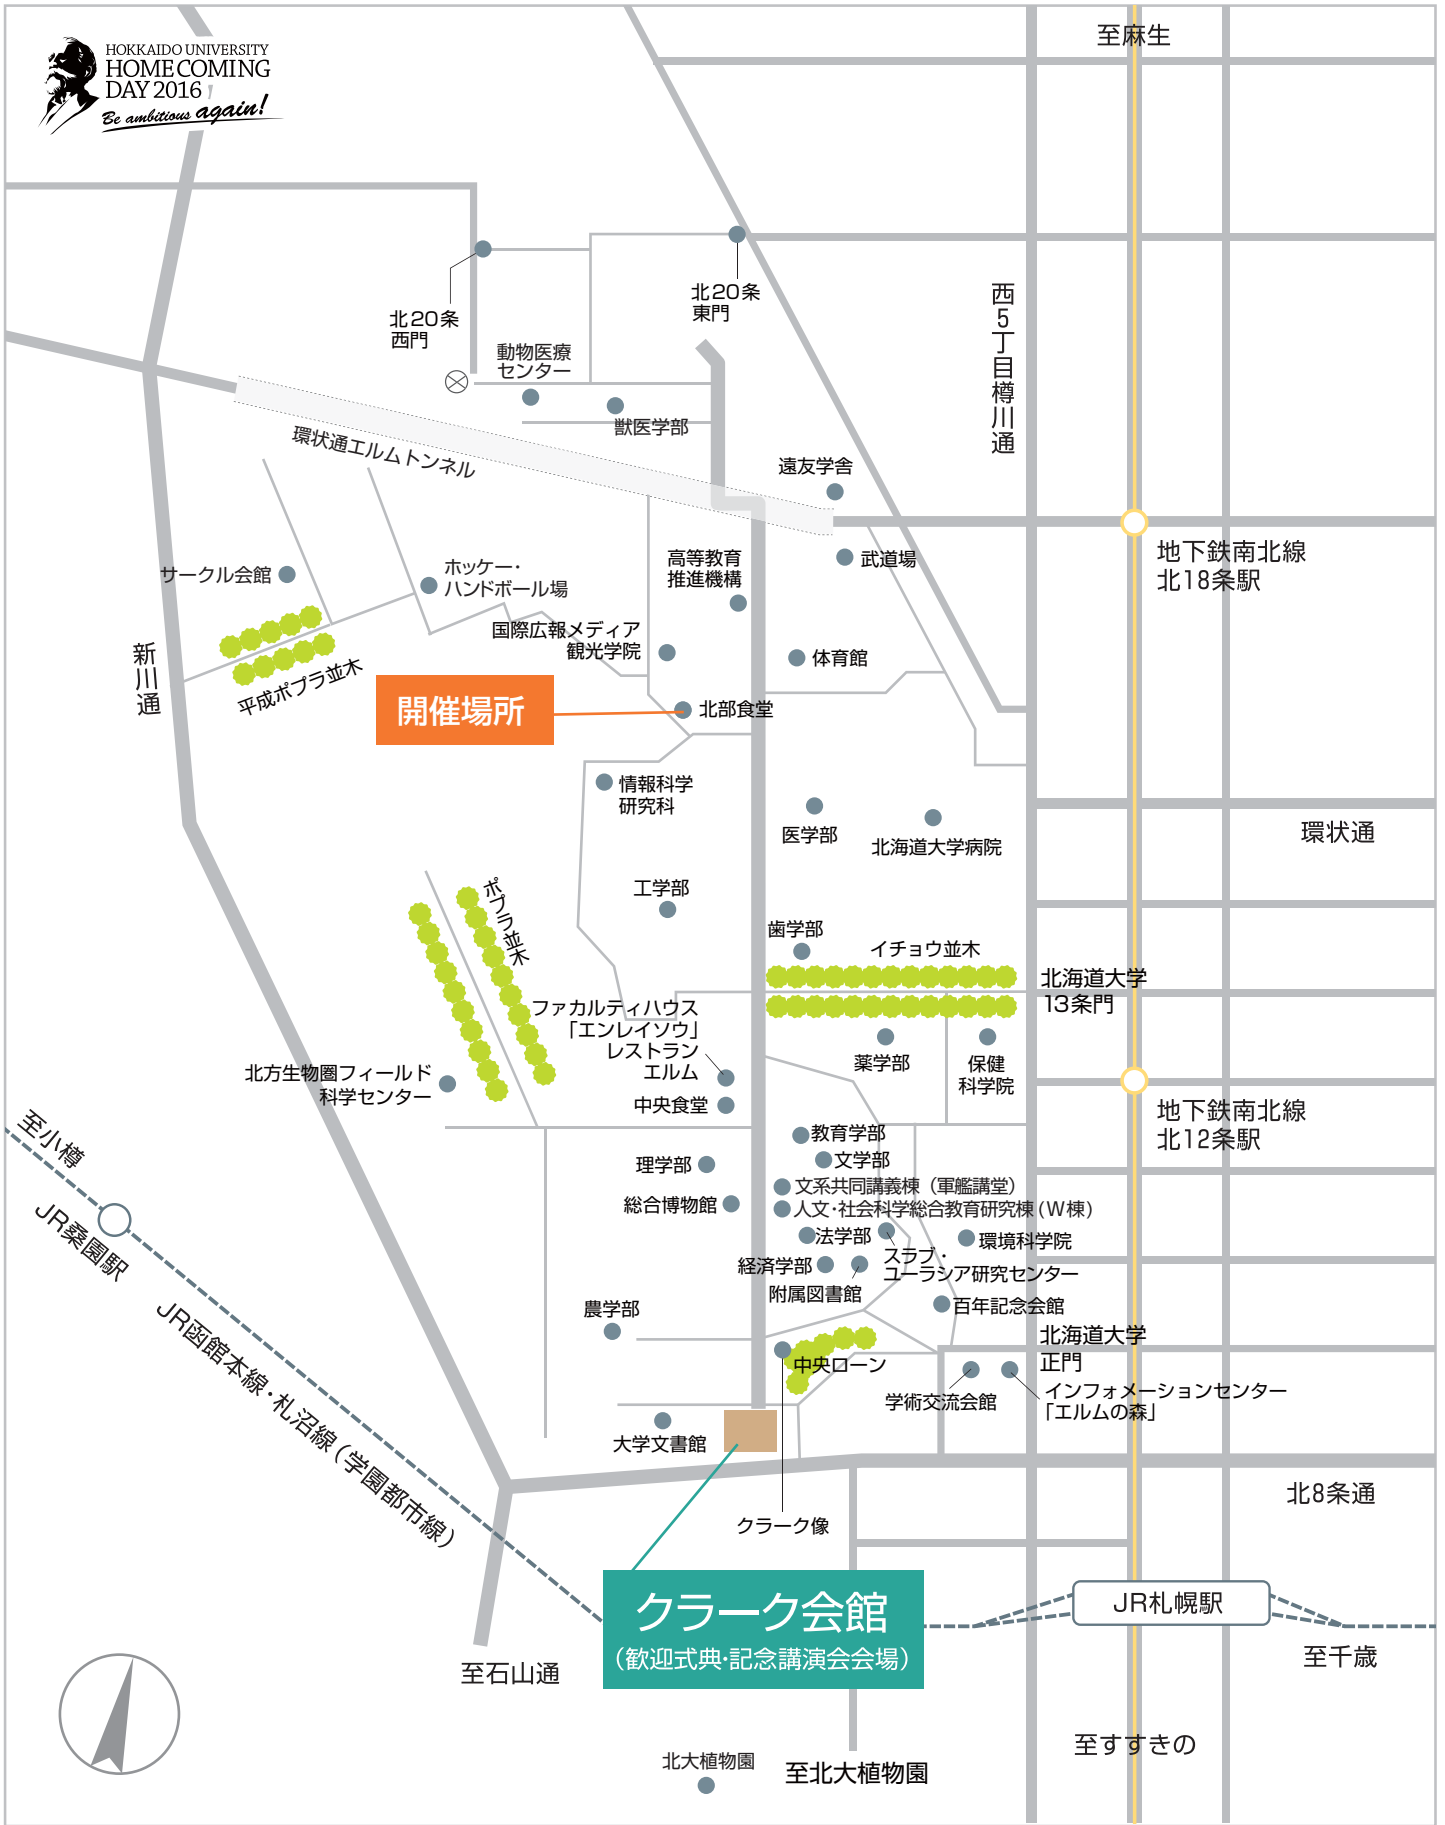 HOKKAIDO UNIVERSITY
HOME COMING
DAY 2016
Be ambitious again!
至麻生
北20条
西門
北20条
東門
西5丁目樽川通
動物医療
センター
獣医学部
環状通エルムトンネル
遠友学舎
武道場
地下鉄南北線
北18条駅
高等教育
推進機構
サークル会館
ホッケー・
ハンドボール場
国際広報メディア
観光学院
体育館
新川通
平成ポプラ並木
開催場所
北部食堂
情報科学
研究科
医学部
北海道大学病院
環状通
工学部
ポプラ並木
歯学部
イチョウ並木
北海道大学
13条門
ファカルティハウス
「エンレイソウ」
レストラン
エルム
薬学部
保健
科学院
北方生物圏フィールド
科学センター
中央食堂
地下鉄南北線
北12条駅
至小樽
JR桑園駅
教育学部
文学部
理学部
文系共同講義棟（軍艦講堂）
総合博物館
人文・社会科学総合教育研究棟(W棟)
法学部
スラブ・
ユーラシア研究センター
環境科学院
経済学部
附属図書館
百年記念会館
農学部
JR函館本線・札沼線（学園都市線）
北海道大学
正門
中央ローン
学術交流会館
インフォメーションセンター
「エルムの森」
大学文書館
北8条通
クラーク像
クラーク会館
（歓迎式典・記念講演会会場）
JR札幌駅
至千歳
至石山通
至すすきの
北大植物園
至北大植物園